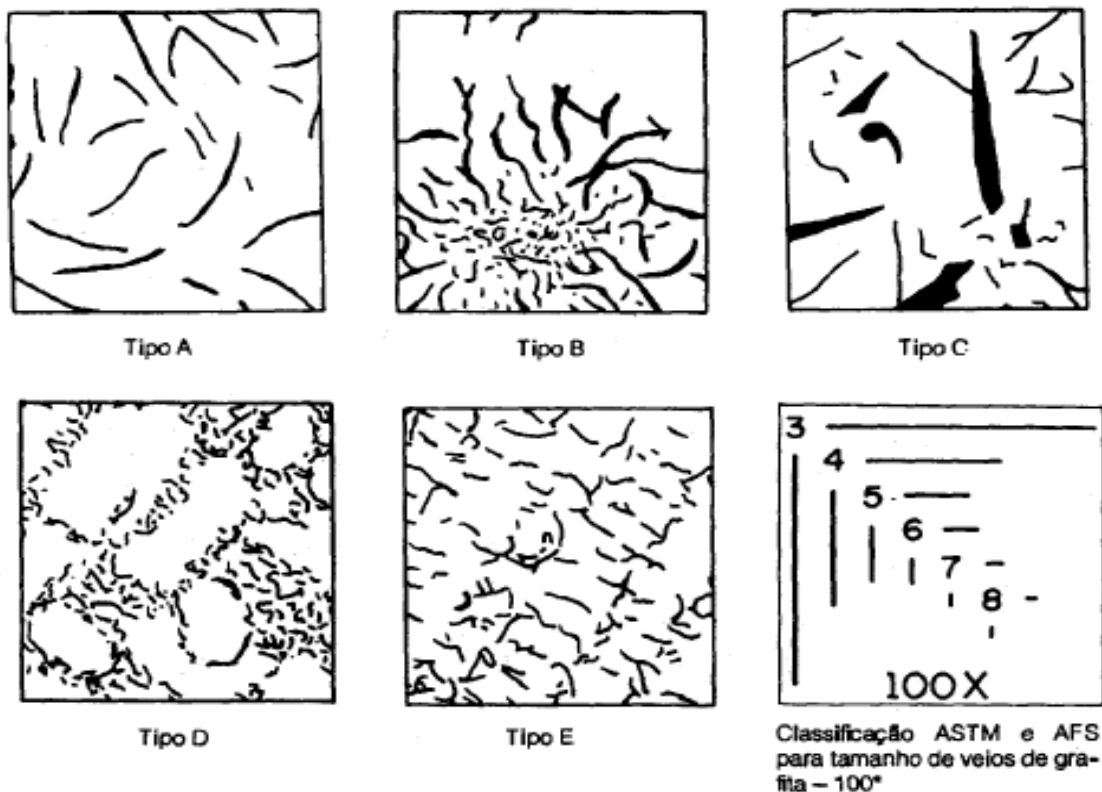 Tipo A
Tipo B
Tipo C
Tipo D
Tipo E
3
4
5
6
7
8
100X
Classificação ASTM e AFS
para tamanho de veios de gra-
fita – 100*